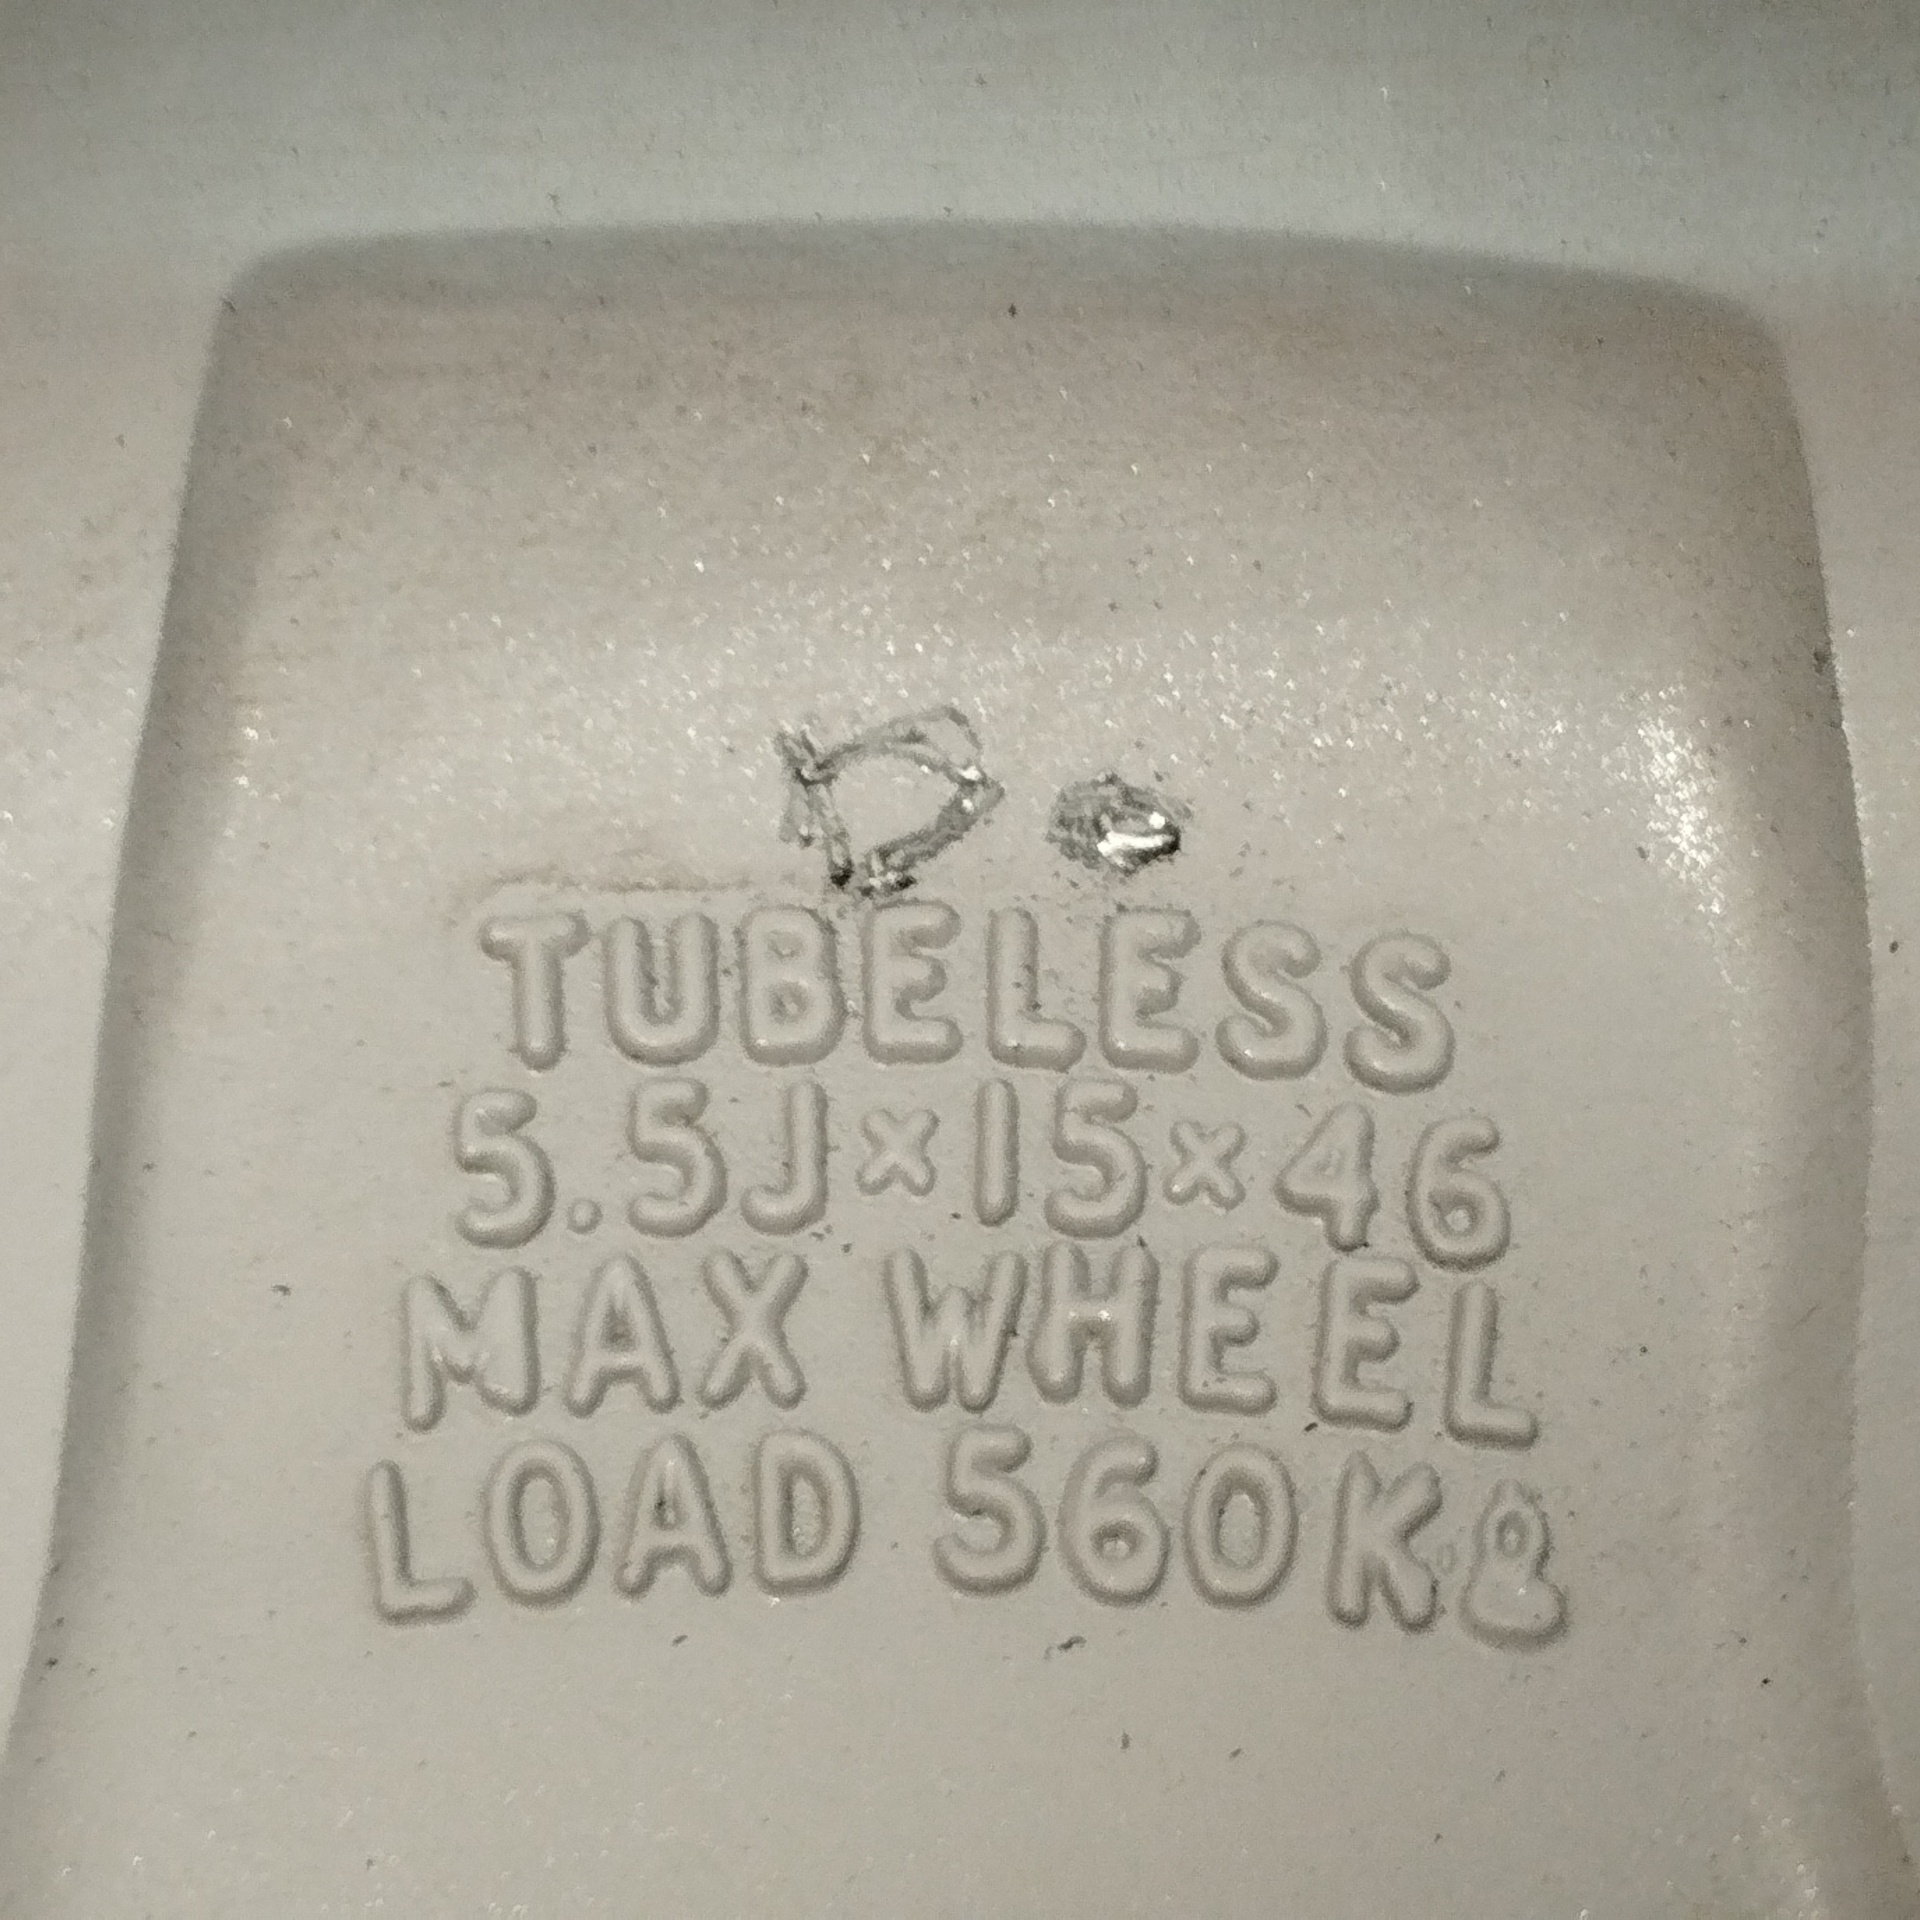 D
TUBELESS
5.5J×15×46
MAX WHEEL
LOAD 560Kg